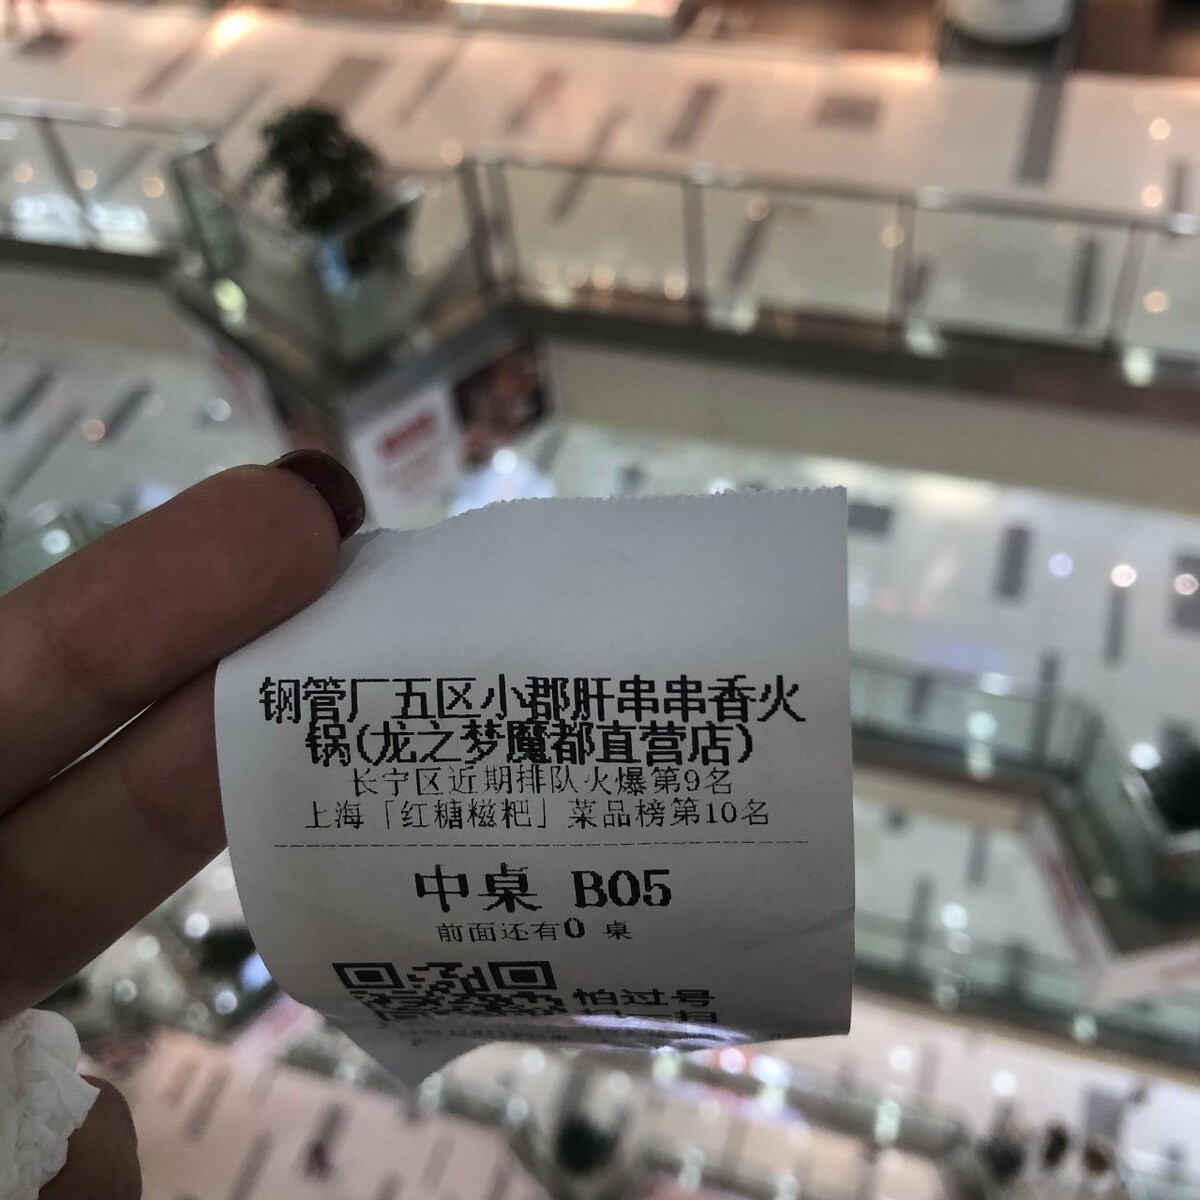 钢管厂五区小郡肝串串香火
锅(龙之梦魔都直营店)
长宁区近期排队火爆第9名
上海「红糖糍粑」菜品榜第10名
中桌 B05
前面还有0 桌
怕过号
扫一扫